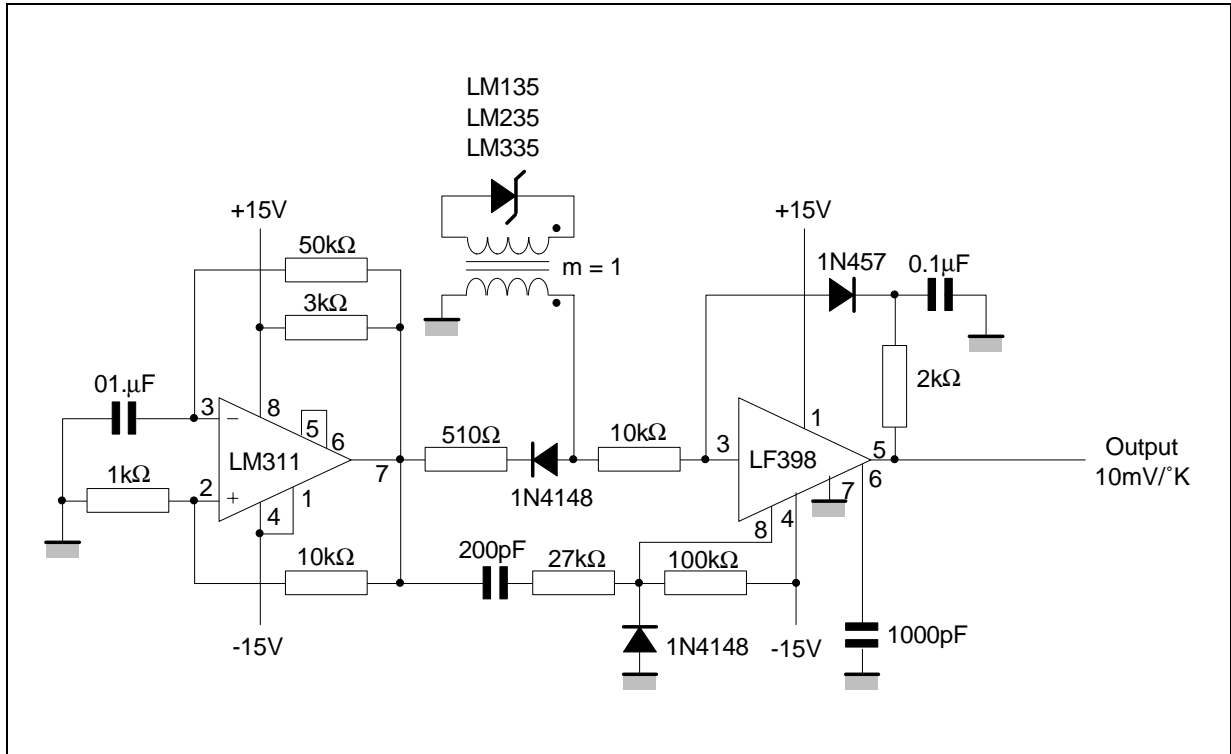 LM135
LM235
LM335
+15V
+15V
50kΩ
m = 1
1N457
0.1µF
3kΩ
2kΩ
01.µF
3
−
8
5
6
LM311
7
510Ω
1N4148
10kΩ
3
1
LF398
5
6
7
Output
10mV/˚K
1kΩ
2
+
4
1
8
4
10kΩ
200pF
27kΩ
100kΩ
-15V
1N4148
-15V
1000pF